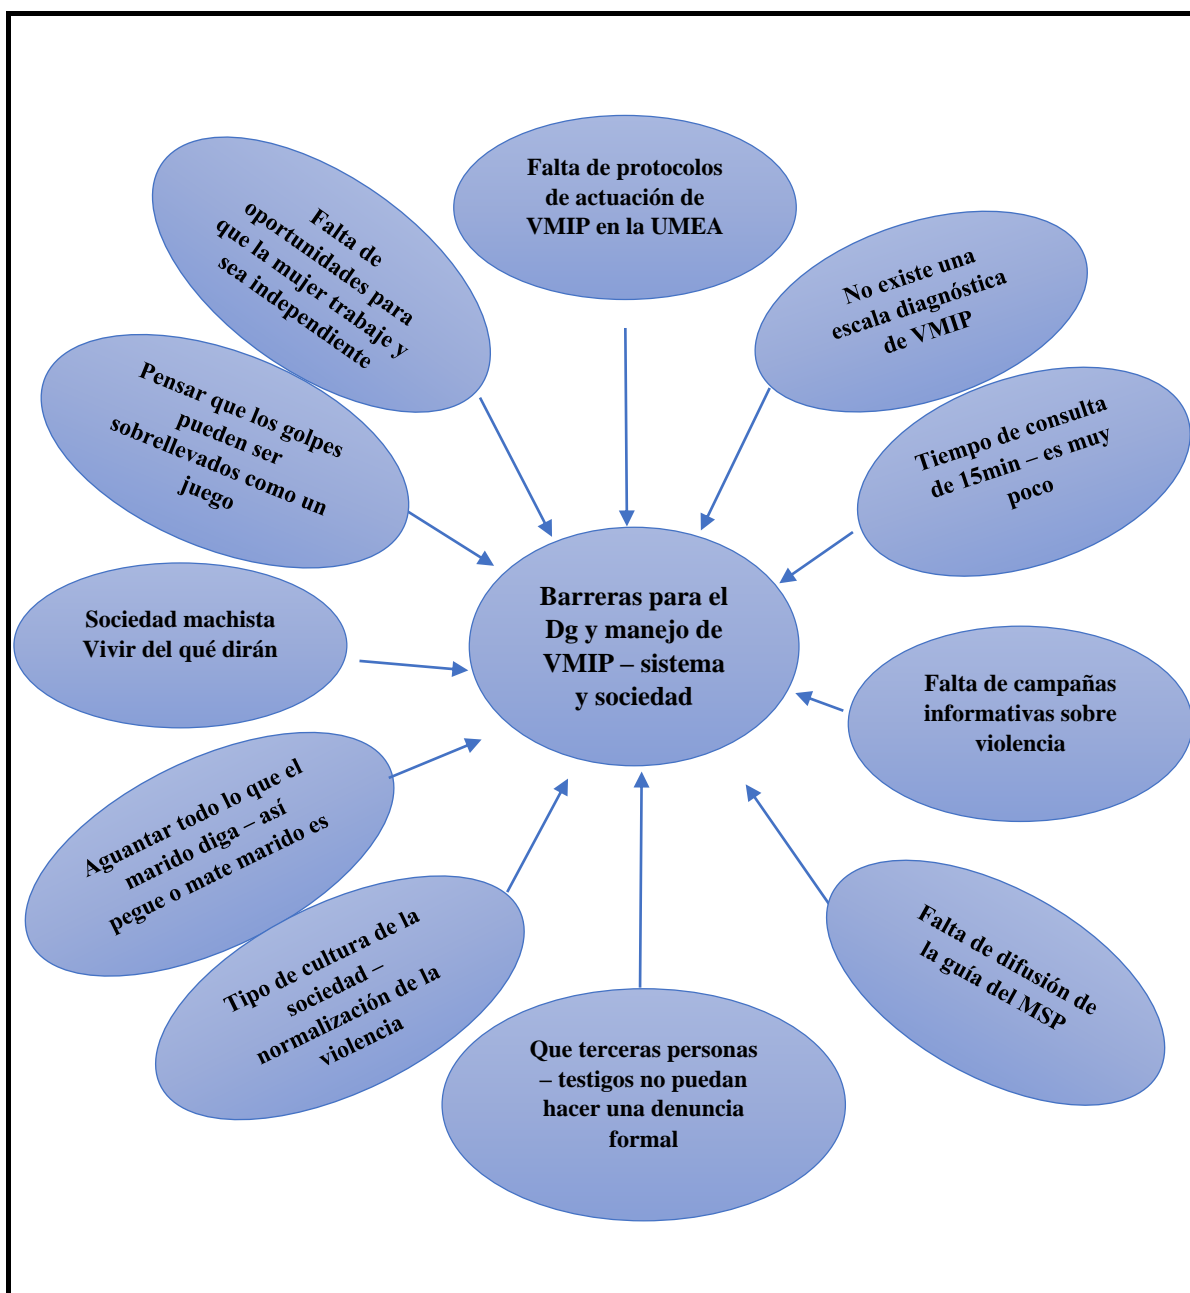 Falta de protocolos
de actuación de
VMIP en la UMEA
No existe una
escala diagnóstica
de VMIP
Tiempo de consulta
de 15min – es muy
poco
Falta de campañas
informativas sobre
violencia
Falta de difusión de
la guía del MSP
Que terceras personas
– testigos no puedan
hacer una denuncia
formal
Tipo de cultura de la
sociedad –
normalización de la
violencia
Aguantar todo lo que el
marido diga – así
pegue o mate marido es
Sociedad machista
Vivir del qué dirán
Pensar que los golpes
pueden ser
sobrellevados como un
juego
Falta de
oportunidades para
que la mujer trabaje y
sea independiente
Barreras para el
Dg y manejo de
VMIP – sistema
y sociedad